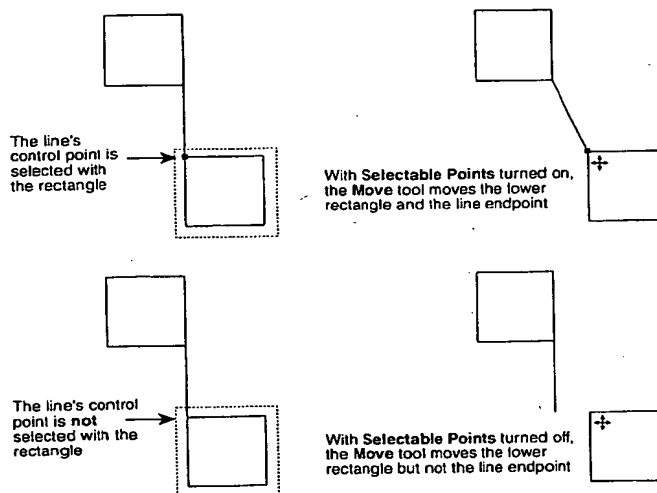 The line's
control point is
selected with
the rectangle
With Selectable Points turned on,
the Move tool moves the lower
rectangle and the line endpoint
The line's control
point is not
selected with the
rectangle
With Selectable Points turned off,
the Move tool moves the lower
rectangle but not the line endpoint